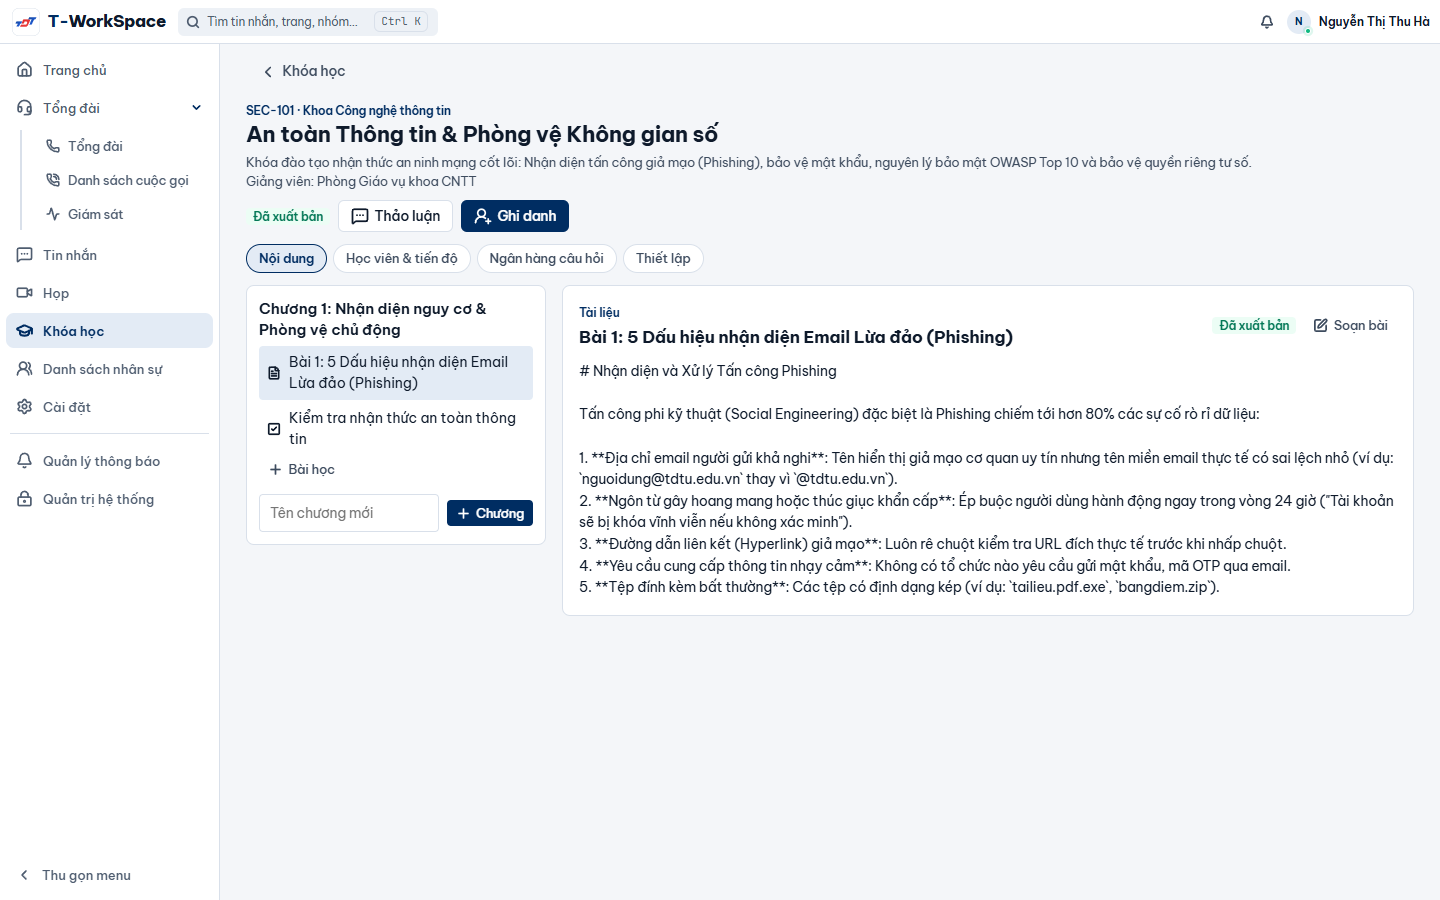 TDT T-WorkSpace
Tìm tin nhắn, trang, nhóm... Ctrl K
N Nguyễn Thị Thu Hà
Trang chủ
Tổng đài
Tổng đài
Danh sách cuộc gọi
Giám sát
Tin nhắn
Họp
Khóa học
Danh sách nhân sự
Cài đặt
Quản lý thông báo
Quản trị hệ thống
Thu gọn menu
Khóa học
SEC-101 · Khoa Công nghệ thông tin
An toàn Thông tin & Phòng vệ Không gian số
Khóa đào tạo nhận thức an ninh mạng cốt lõi: Nhận diện tấn công giả mạo (Phishing), bảo vệ mật khẩu, nguyên lý bảo mật OWASP Top 10 và bảo vệ quyền riêng tư số.
Giảng viên: Phòng Giáo vụ khoa CNTT
Đã xuất bản Thảo luận Ghi danh
Nội dung Học viên & tiến độ Ngân hàng câu hỏi Thiết lập
Chương 1: Nhận diện nguy cơ &
Phòng vệ chủ động
Bài 1: 5 Dấu hiệu nhận diện Email
Lừa đảo (Phishing)
Kiểm tra nhận thức an toàn thông
tin
Bài học
Tên chương mới Chương
Tài liệu
Bài 1: 5 Dấu hiệu nhận diện Email Lừa đảo (Phishing)
Đã xuất bản Soạn bài
# Nhận diện và Xử lý Tấn công Phishing
Tấn công phi kỹ thuật (Social Engineering) đặc biệt là Phishing chiếm tới hơn 80% các sự cố rò rỉ dữ liệu:
1. **Địa chỉ email người gửi khả nghi**: Tên hiển thị giả mạo cơ quan uy tín nhưng tên miền email thực tế có sai lệch nhỏ (ví dụ:
`nguoidung@tdtu.edu.vn` thay vì `@tdtu.edu.vn`).
2. **Ngôn từ gây hoang mang hoặc thúc giục khẩn cấp**: Ép buộc người dùng hành động ngay trong vòng 24 giờ ("Tài khoản
sẽ bị khóa vĩnh viễn nếu không xác minh").
3. **Đường dẫn liên kết (Hyperlink) giả mạo**: Luôn rê chuột kiểm tra URL đích thực tế trước khi nhấp chuột.
4. **Yêu cầu cung cấp thông tin nhạy cảm**: Không có tổ chức nào yêu cầu gửi mật khẩu, mã OTP qua email.
5. **Tệp đính kèm bất thường**: Các tệp có định dạng kép (ví dụ: `tailieu.pdf.exe`, `bangdiem.zip`).